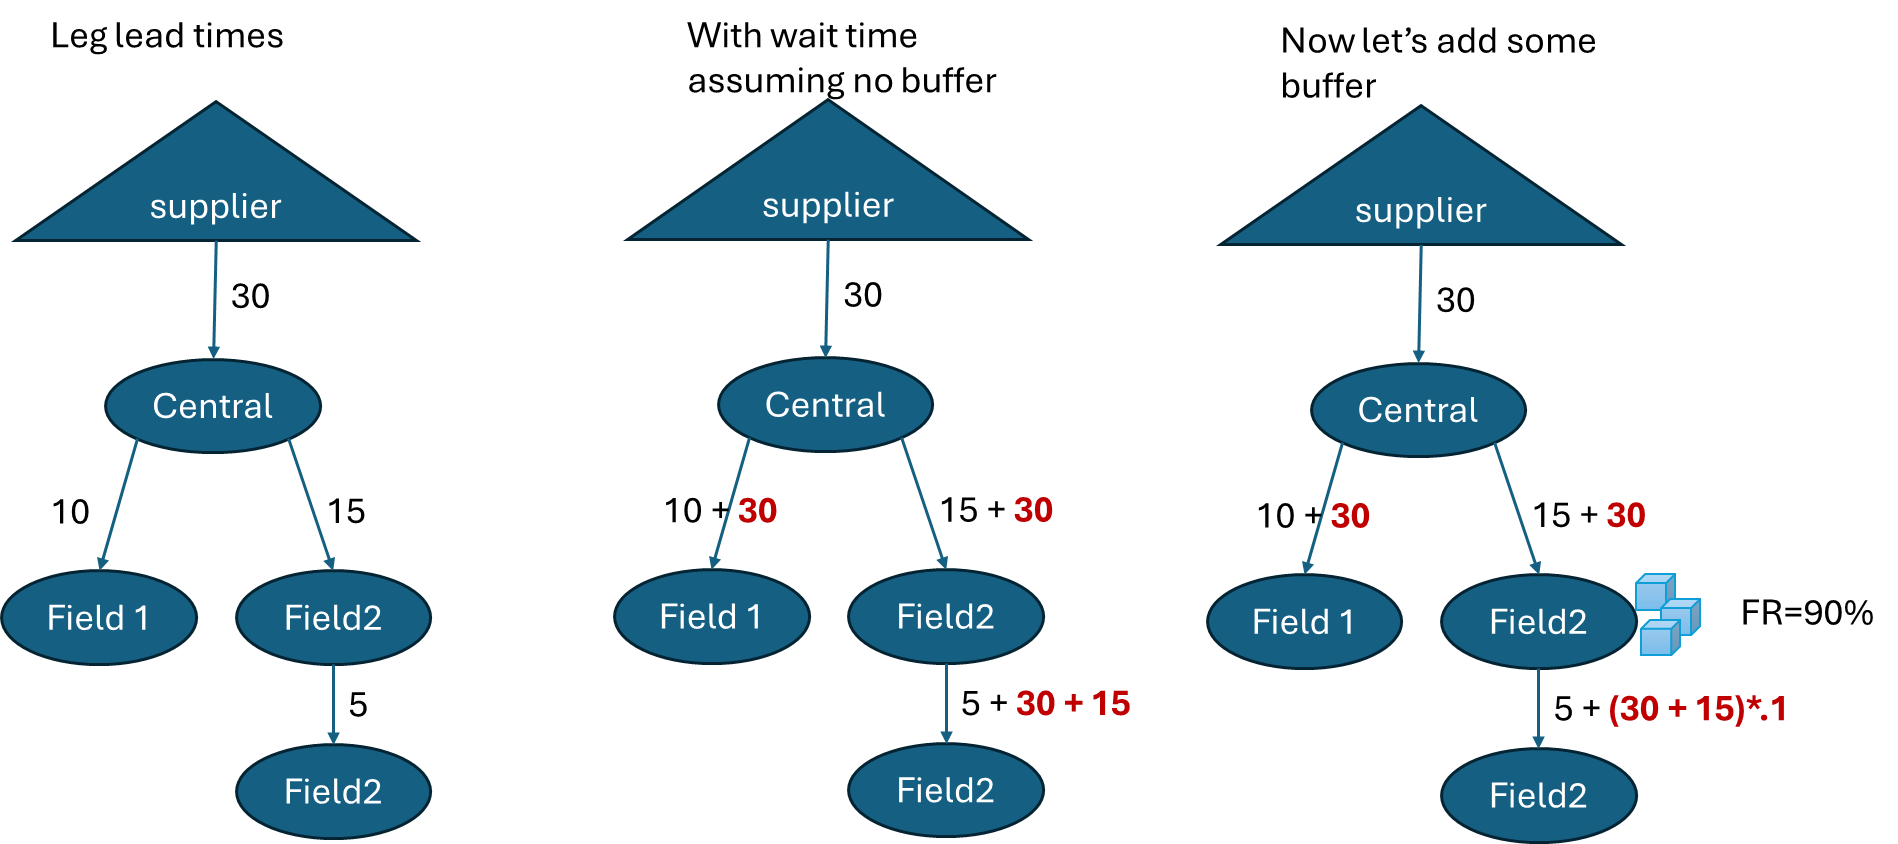 Leg lead times
supplier
30
Central
10
15
Field 1
Field2
5
Field2
With wait time
assuming no buffer
supplier
30
Central
10 + 30
15 + 30
Field 1
Field2
5 + 30 + 15
Field2
Now let’s add some
buffer
supplier
30
Central
10 + 30
15 + 30
Field 1
Field2
FR=90%
5 + (30 + 15)*.1
Field2